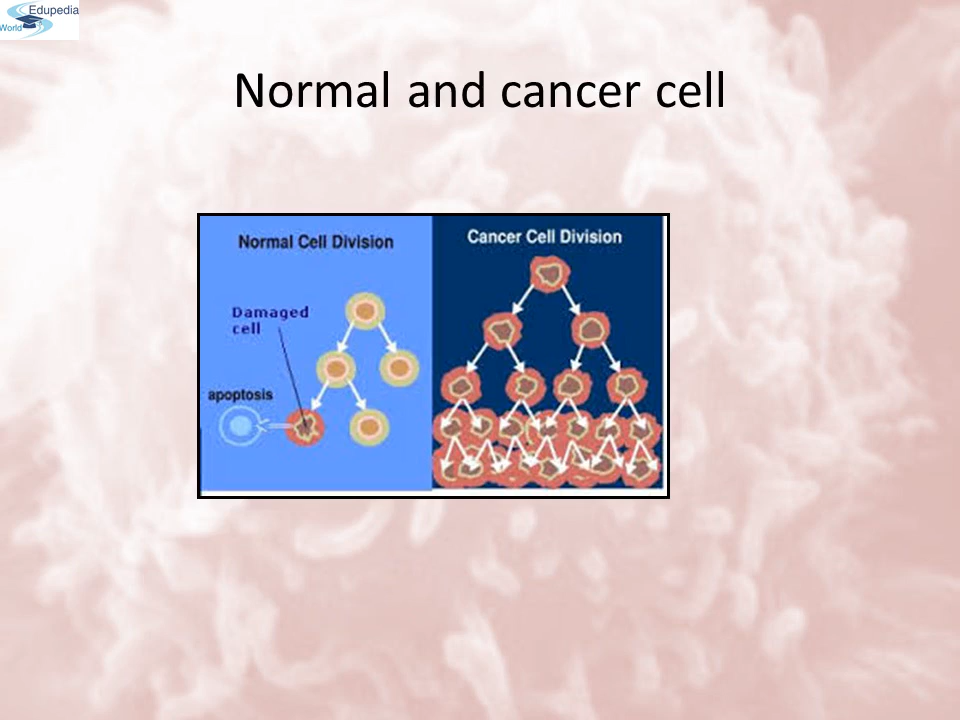 Edupedia
World
Normal and cancer cell
Normal Cell Division
Damaged
cell
apoptosis
Cancer Cell Division